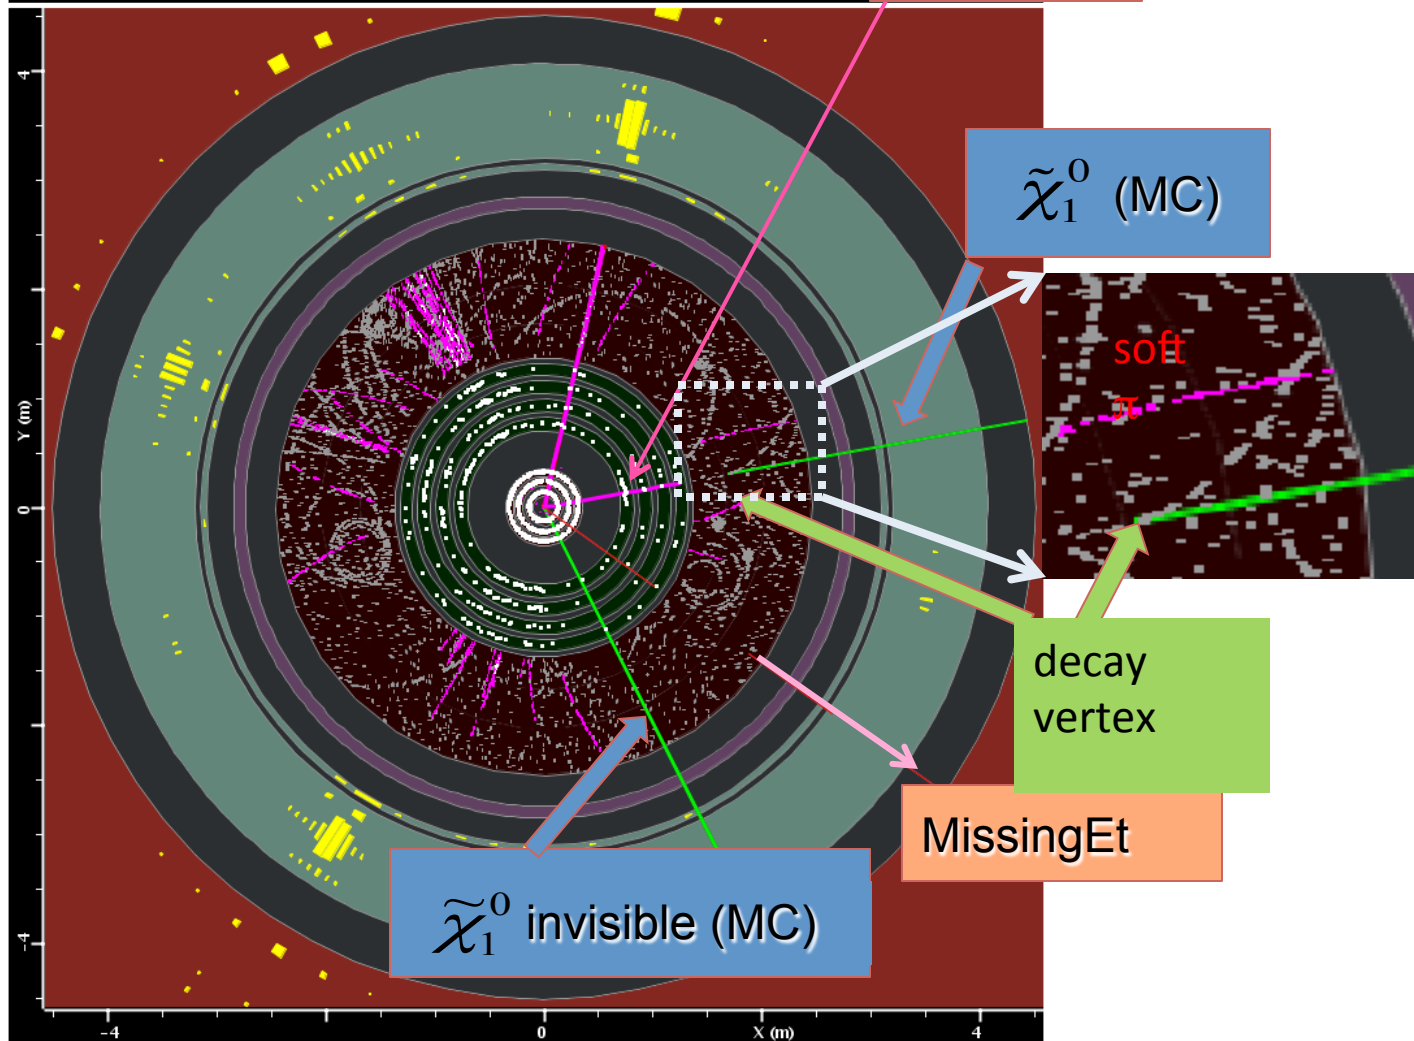 4
0
-4
Y (m)
-4
0
X (m)
4
χ̃₁⁰ (MC)
soft
π
decay
vertex
MissingEt
χ̃₁⁰ invisible (MC)